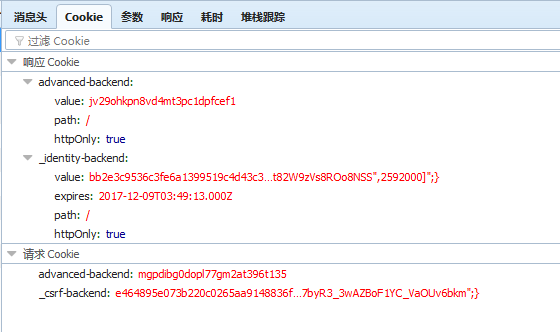 消息头 Cookie 参数 响应 耗时 堆栈跟踪
过滤 Cookie
响应 Cookie
advanced-backend:
value: jv29ohkpn8vd4mt3pc1dpfcef1
path: /
httpOnly: true
_identity-backend:
value: bb2e3c9536c3fe6a1399519c4d43c3...t82W9zVs8ROo8NSS",2592000]";}
expires: 2017-12-09T03:49:13.000Z
path: /
httpOnly: true
请求 Cookie
advanced-backend: mgpdibg0dopl77gm2at396t135
_csrf-backend: e464895e073b220c0265aa9148836f...7byR3_3wAZBoF1YC_VaOUv6bkm";}